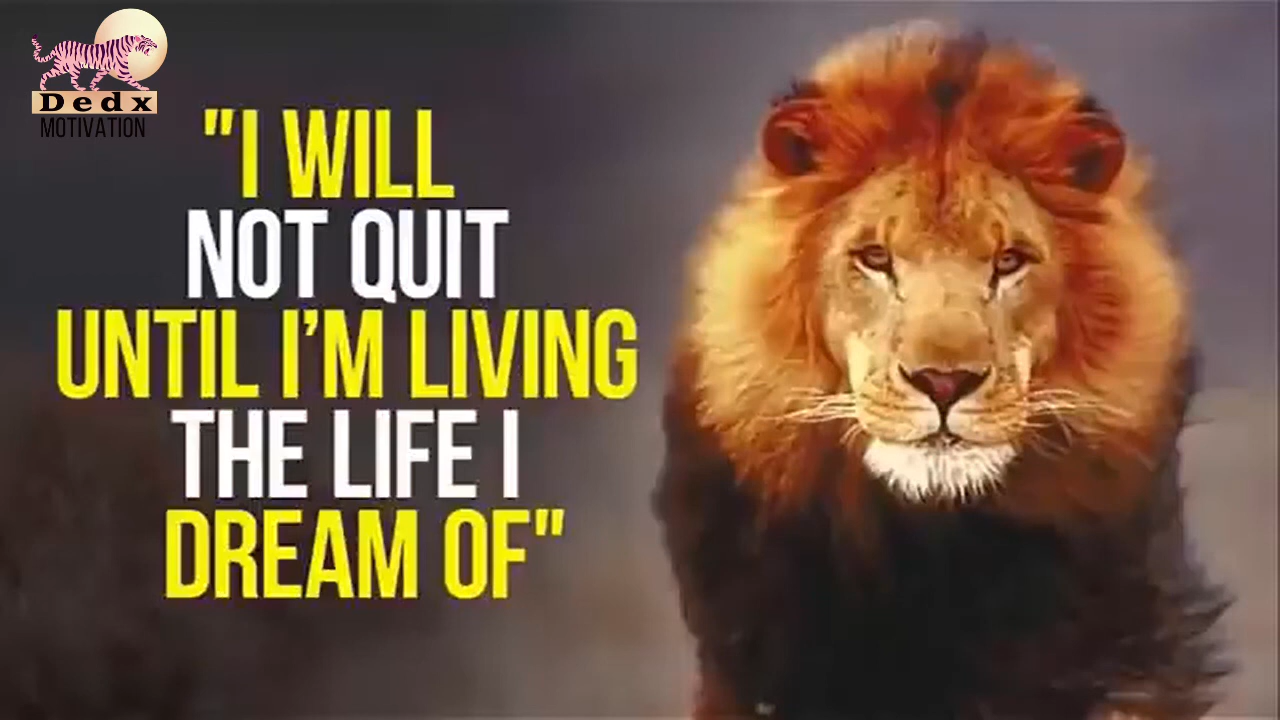 Dedx
MOTIVATION
"I WILL
NOT QUIT
UNTIL I'M LIVING
THE LIFE I
DREAM OF"